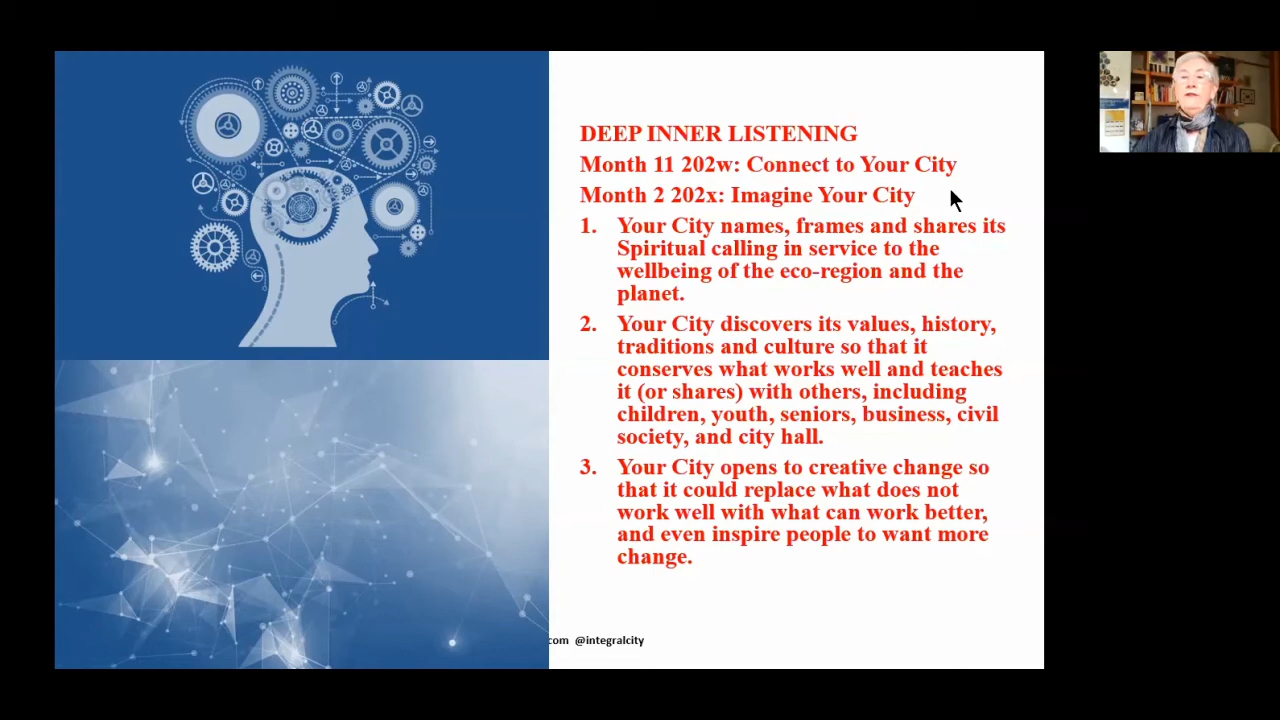 DEEP INNER LISTENING
Month 11 202w: Connect to Your City
Month 2 202x: Imagine Your City
1. Your City names, frames and shares its
Spiritual calling in service to the
wellbeing of the eco-region and the
planet.
2. Your City discovers its values, history,
traditions and culture so that it
conserves what works well and teaches
it (or shares) with others, including
children, youth, seniors, business, civil
society, and city hall.
3. Your City opens to creative change so
that it could replace what does not
work well with what can work better,
and even inspire people to want more
change.
com @integralcity